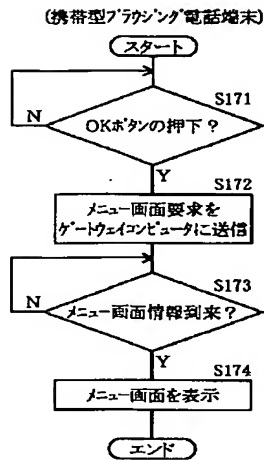 (携帯型ブラウジング電話端末)
スタート
S171
N
OKボタンの押下?
Y
S172
メニュー画面要求を
ゲートウェイコンピュータに送信
S173
N
メニュー画面情報到来?
Y
S174
メニュー画面を表示
エンド